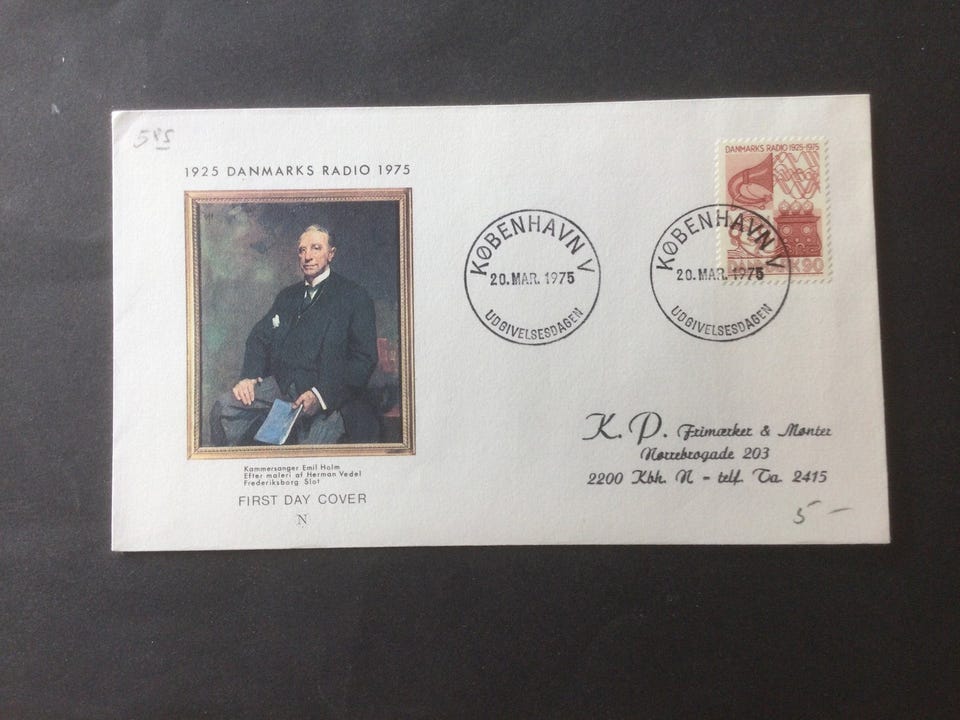 585
1925 DANMARKS RADIO 1975
DANMARKS RADIO 1925-1975
90
KØBENHAVN V
20. MAR. 1975
UDGIVELSESDAGEN
KØBENHAVN V
20. MAR. 1975
UDGIVELSESDAGEN
Kammersanger Emil Holm
Efter maleri af Herman Vedel
Frederiksborg Slot
FIRST DAY COVER
N
K. P. Frimærker & Mønter
Nørrebrogade 203
2200 Kbh. N - telf. Ta. 2415
5 -